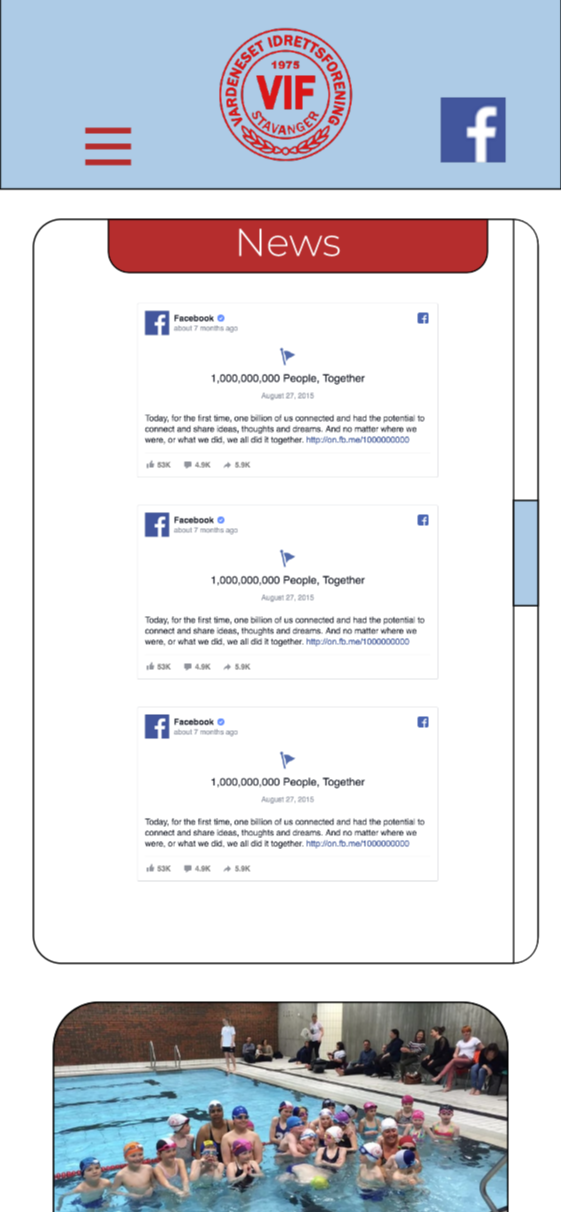 VARDENESET IDRETTSFORENING
1975
VIF
STAVANGER
News
Facebook
about 7 months ago
1,000,000,000 People, Together
August 27, 2015
Today, for the first time, one billion of us connected and had the potential to
connect and share ideas, thoughts and dreams. And no matter where we
were, or what we did, we all did it together. http://on.fb.me/1000000000
53K 4.9K 5.9K
Facebook
about 7 months ago
1,000,000,000 People, Together
August 27, 2015
Today, for the first time, one billion of us connected and had the potential to
connect and share ideas, thoughts and dreams. And no matter where we
were, or what we did, we all did it together. http://on.fb.me/1000000000
53K 4.9K 5.9K
Facebook
about 7 months ago
1,000,000,000 People, Together
August 27, 2015
Today, for the first time, one billion of us connected and had the potential to
connect and share ideas, thoughts and dreams. And no matter where we
were, or what we did, we all did it together. http://on.fb.me/1000000000
53K 4.9K 5.9K